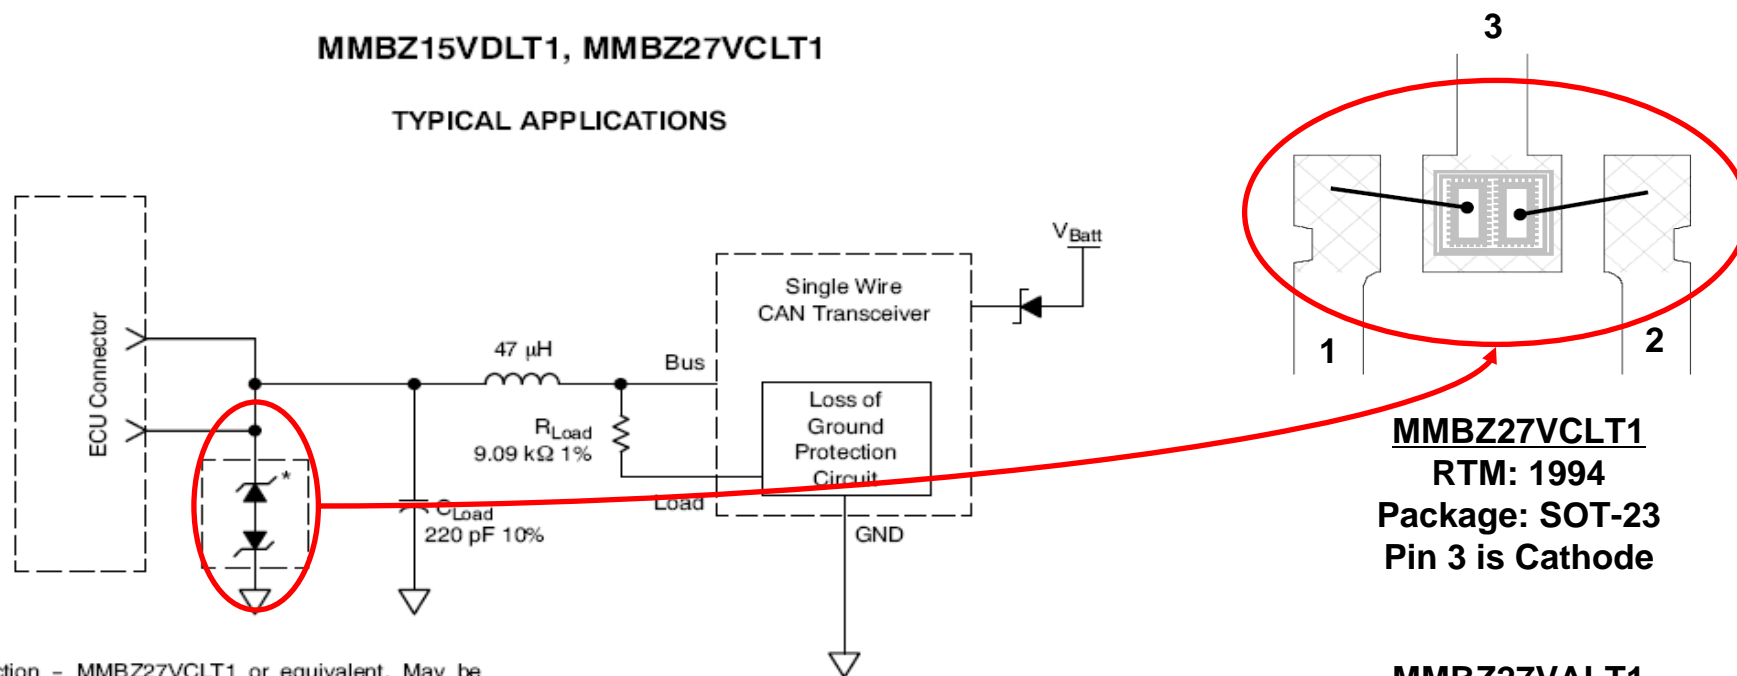 MMBZ15VDLT1, MMBZ27VCLT1
TYPICAL APPLICATIONS
ECU Connector
*
47 μH
CLoad
220 pF 10%
RLoad
9.09 kΩ 1%
Bus
Load
Single Wire
CAN Transceiver
Loss of
Ground
Protection
Circuit
GND
VBatt
3
1
2
MMBZ27VCLT1
RTM: 1994
Package: SOT-23
Pin 3 is Cathode
ction – MMBZ27VCLT1 or equivalent. May be
MMBZ27VALT1